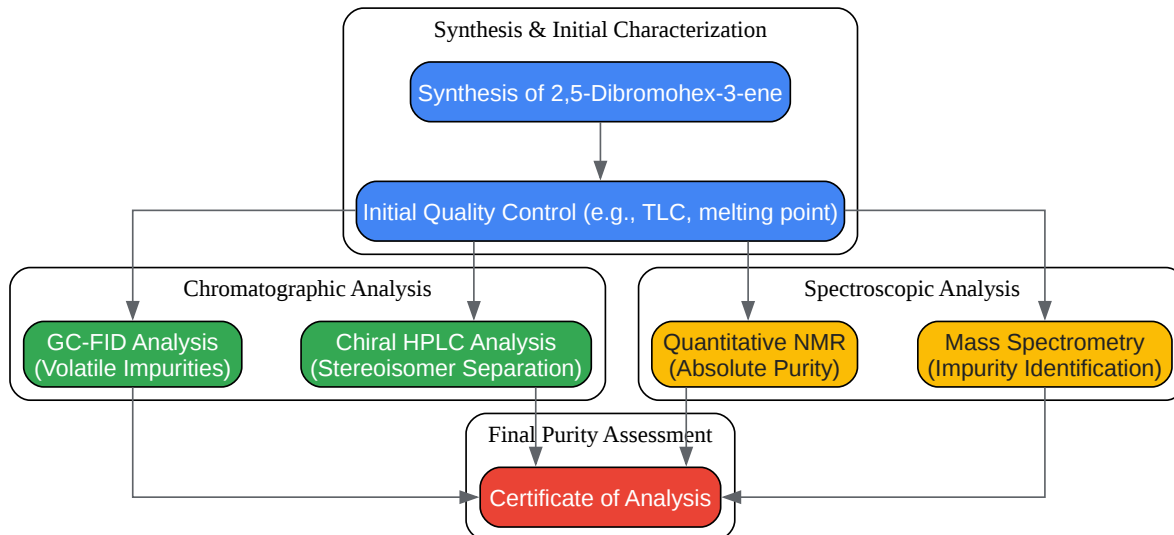 Synthesis & Initial Characterization
Synthesis of 2,5-Dibromohex-3-ene
Initial Quality Control (e.g., TLC, melting point)
Chromatographic Analysis
GC-FID Analysis
(Volatile Impurities)
Chiral HPLC Analysis
(Stereoisomer Separation)
Spectroscopic Analysis
Quantitative NMR
(Absolute Purity)
Mass Spectrometry
(Impurity Identification)
Final Purity Assessment
Certificate of Analysis